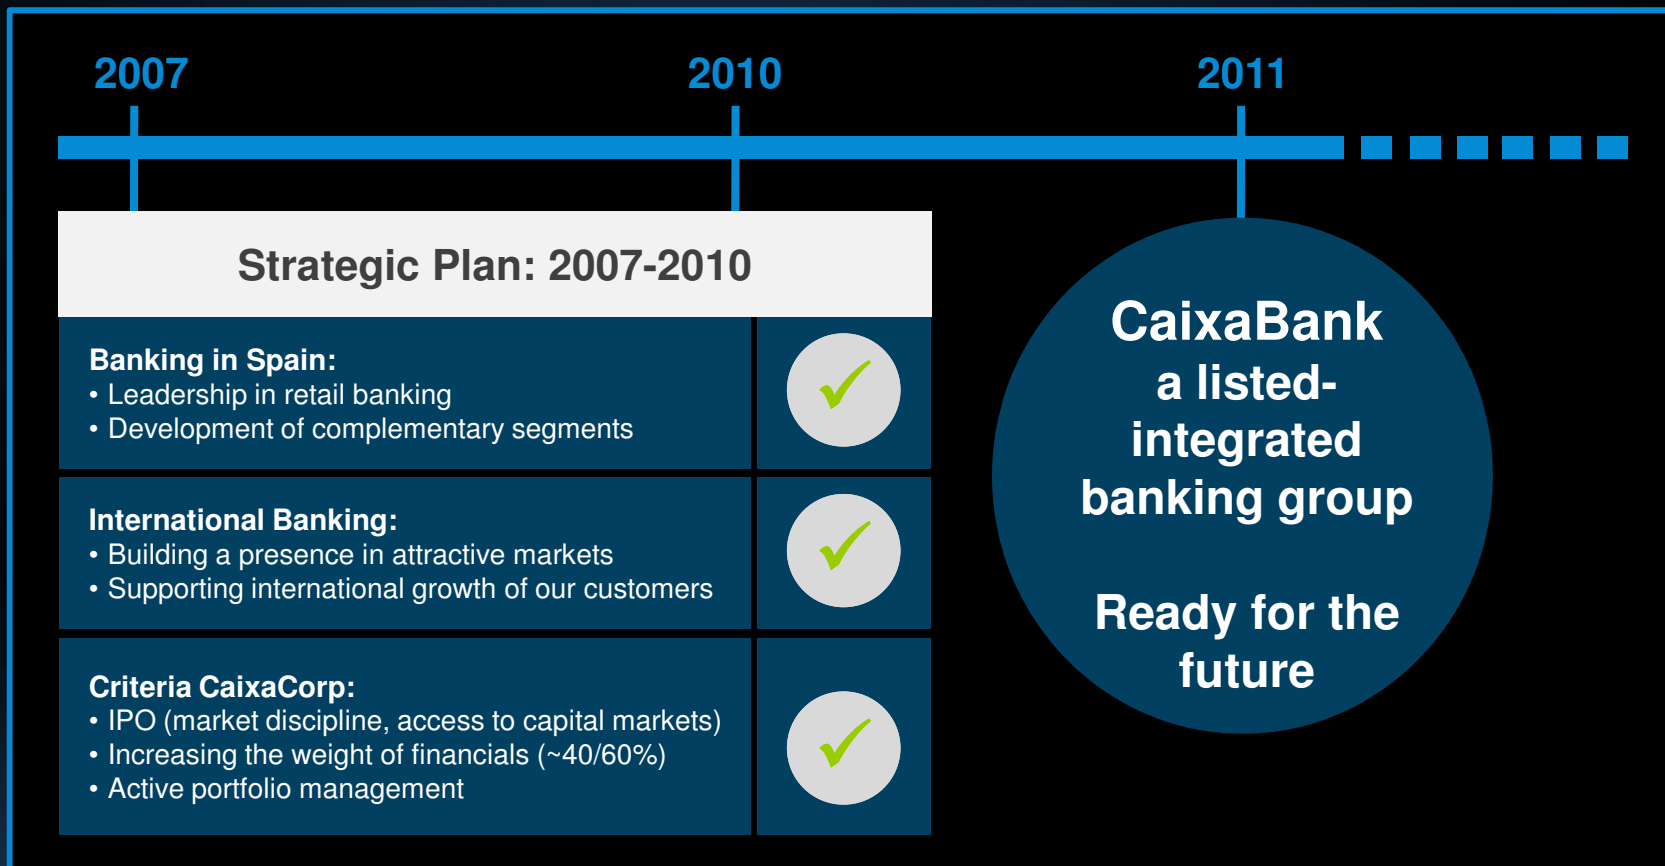 2007
2010
2011
Strategic Plan: 2007-2010
Banking in Spain:
• Leadership in retail banking
• Development of complementary segments
International Banking:
• Building a presence in attractive markets
• Supporting international growth of our customers
Criteria CaixaCorp:
• IPO (market discipline, access to capital markets)
• Increasing the weight of financials (~40/60%)
• Active portfolio management
CaixaBank
a listed-
integrated
banking group
Ready for the
future